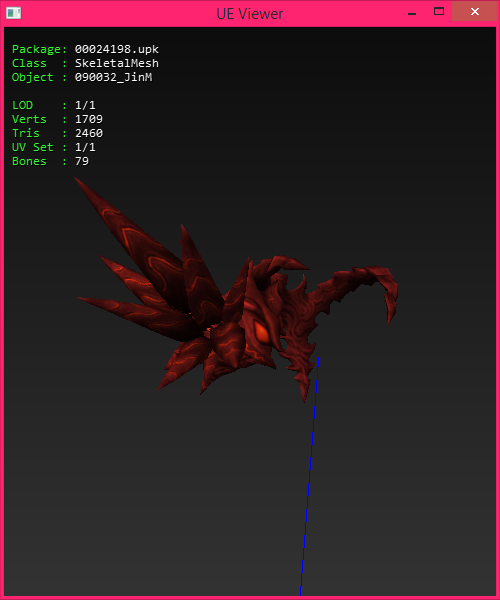 UE Viewer
Package: 00024198.upk
Class : SkeletalMesh
Object : 090032_JinM
LOD : 1/1
Verts : 1709
Tris : 2460
UV Set : 1/1
Bones : 79